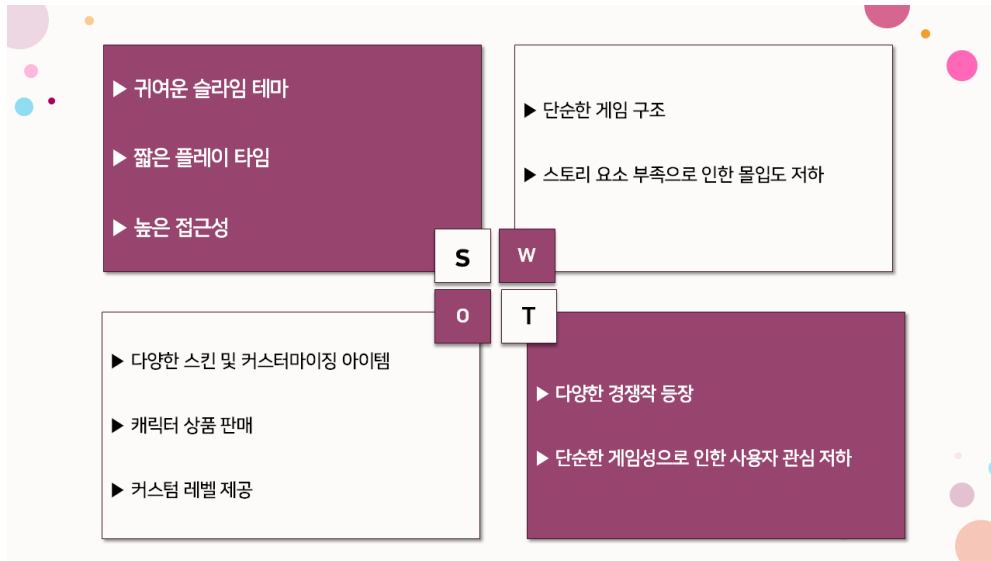 ▶ 귀여운 슬라임 테마
▶ 짧은 플레이 타임
▶ 높은 접근성
▶ 단순한 게임 구조
▶ 스토리 요소 부족으로 인한 몰입도 저하
S
W
O
T
▶ 다양한 스킨 및 커스터마이징 아이템
▶ 캐릭터 상품 판매
▶ 커스텀 레벨 제공
▶ 다양한 경쟁작 등장
▶ 단순한 게임성으로 인한 사용자 관심 저하